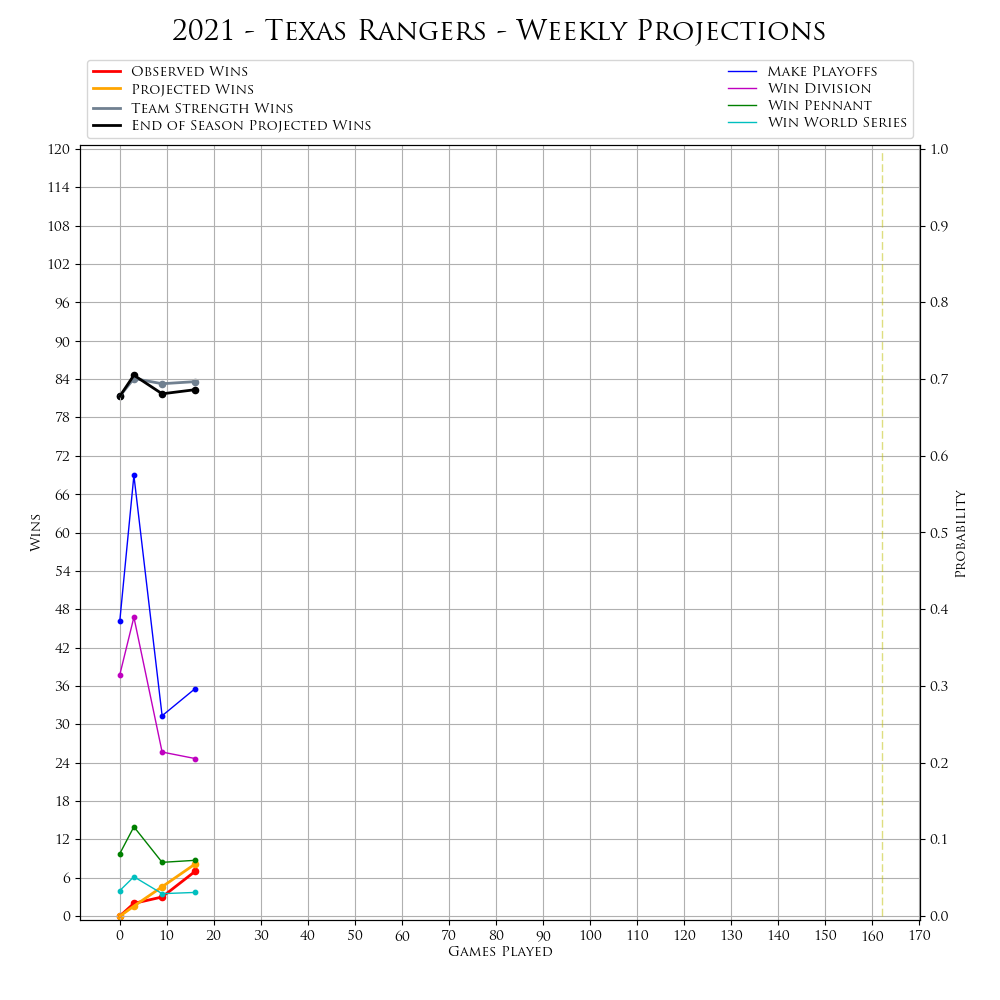 2021 - Texas Rangers - Weekly Projections
Observed Wins
Projected Wins
Team Strength Wins
End of Season Projected Wins
Make Playoffs
Win Division
Win Pennant
Win World Series
120
114
108
102
96
90
84
78
72
66
60
54
48
42
36
30
24
18
12
6
0
Wins
1.0
0.9
0.8
0.7
0.6
0.5
0.4
0.3
0.2
0.1
0.0
Probability
0 10 20 30 40 50 60 70 80 90 100 110 120 130 140 150 160 170
Games Played